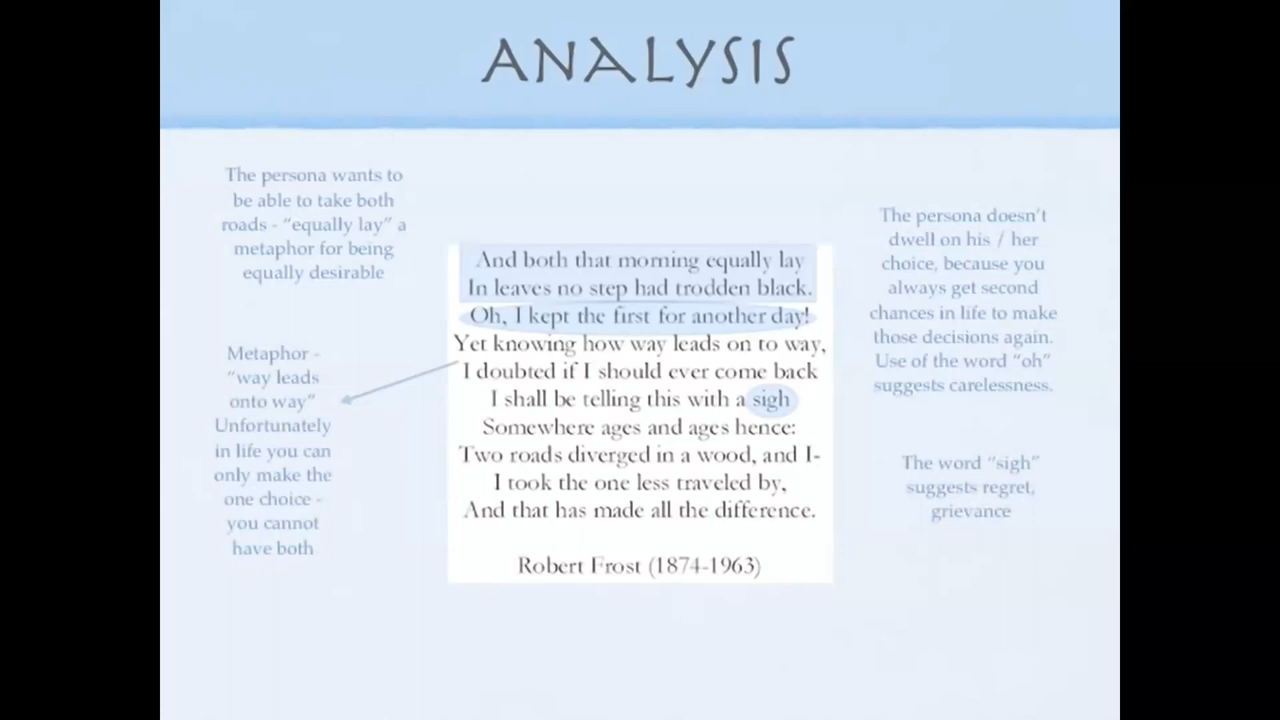 ANALYSIS
The persona wants to
be able to take both
roads - “equally lay” a
metaphor for being
equally desirable
Metaphor -
“way leads
onto way”
Unfortunately
in life you can
only make the
one choice -
you cannot
have both
And both that morning equally lay
In leaves no step had trodden black.
Oh, I kept the first for another day!
Yet knowing how way leads on to way,
I doubted if I should ever come back
I shall be telling this with a sigh
Somewhere ages and ages hence:
Two roads diverged in a wood, and I-
I took the one less traveled by,
And that has made all the difference.
Robert Frost (1874-1963)
The persona doesn’t
dwell on his / her
choice, because you
always get second
chances in life to make
those decisions again.
Use of the word “oh”
suggests carelessness.
The word “sigh”
suggests regret,
grievance